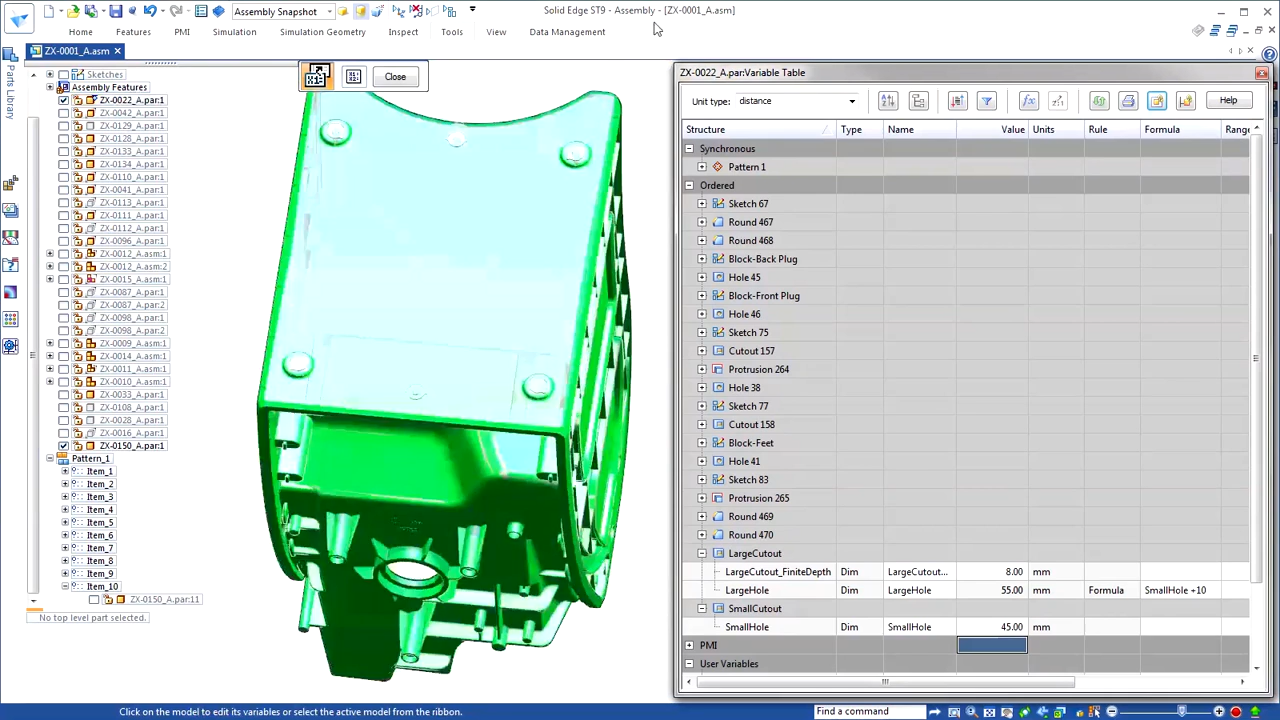 Assembly Snapshot
Solid Edge ST9 - Assembly - [ZX-0001_A.asm]
Home Features PMI Simulation Simulation Geometry Inspect Tools View Data Management
ZX-0001_A.asm
Parts Library
Close
Sketches
Assembly Features
ZX-0022_A.par:1
ZX-0042_A.par:1
ZX-0129_A.par:1
ZX-0128_A.par:1
ZX-0133_A.par:1
ZX-0134_A.par:1
ZX-0110_A.par:1
ZX-0041_A.par:1
ZX-0113_A.par:1
ZX-0111_A.par:1
ZX-0112_A.par:1
ZX-0096_A.par:1
ZX-0012_A.asm:1
ZX-0012_A.asm:2
ZX-0015_A.asm:1
ZX-0087_A.par:1
ZX-0087_A.par:2
ZX-0098_A.par:1
ZX-0098_A.par:2
ZX-0009_A.asm:1
ZX-0014_A.asm:1
ZX-0011_A.asm:1
ZX-0010_A.asm:1
ZX-0033_A.par:1
ZX-0108_A.par:1
ZX-0028_A.par:1
ZX-0016_A.par:1
ZX-0150_A.par:1
Pattern_1
Item_1
Item_2
Item_3
Item_4
Item_5
Item_6
Item_7
Item_8
Item_9
Item_10
ZX-0150_A.par:11
No top level part selected.
ZX-0022_A.par:Variable Table
Unit type: distance
Help
Structure Type Name Value Units Rule Formula Range
Synchronous
Pattern 1
Ordered
Sketch 67
Round 467
Round 468
Block-Back Plug
Hole 45
Block-Front Plug
Hole 46
Sketch 75
Cutout 157
Protrusion 264
Hole 38
Sketch 77
Cutout 158
Block-Feet
Hole 41
Sketch 83
Protrusion 265
Round 469
Round 470
LargeCutout
LargeCutout_FiniteDepth Dim LargeCutout... 8.00 mm
LargeHole Dim LargeHole 55.00 mm Formula SmallHole +10
SmallCutout
SmallHole Dim SmallHole 45.00 mm
PMI
User Variables
Click on the model to edit its variables or select the active model from the ribbon.
Find a command